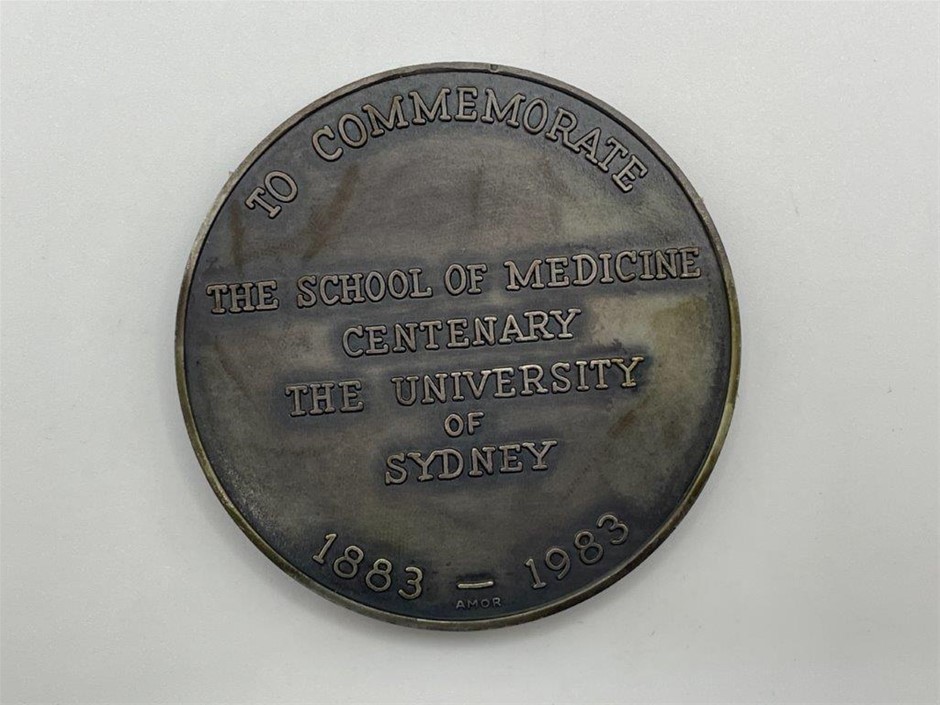 TO COMMEMORATE
THE SCHOOL OF MEDICINE
CENTENARY
THE UNIVERSITY
OF
SYDNEY
1883 — 1983
AMOR